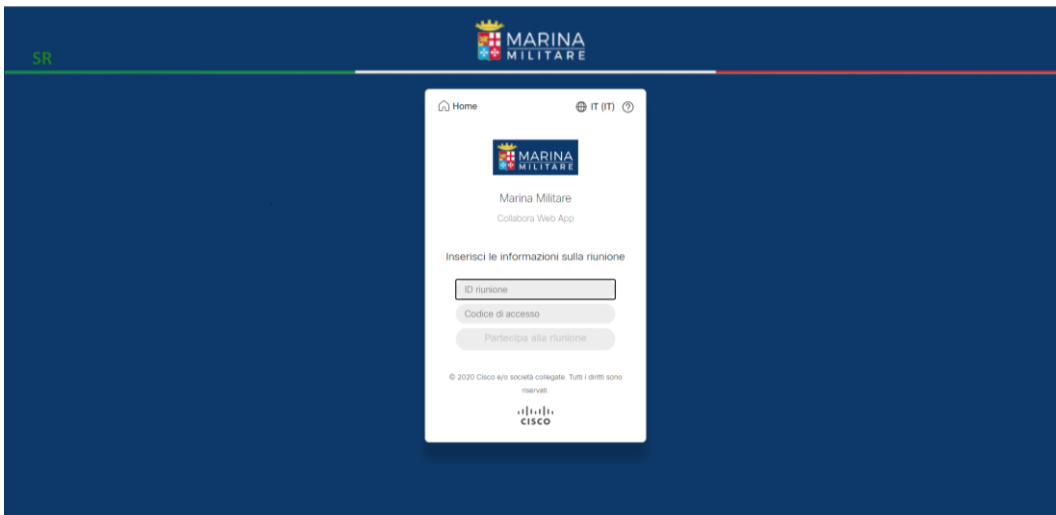 SR
MARINA
MILITARE
Home
IT (IT)
MARINA
MILITARE
Marina Militare
Collabora Web App
Inserisci le informazioni sulla riunione
ID riunione
Codice di accesso
Partecipa alla riunione
© 2020 Cisco e/o società collegate. Tutti i diritti sono
riservati.
CISCO